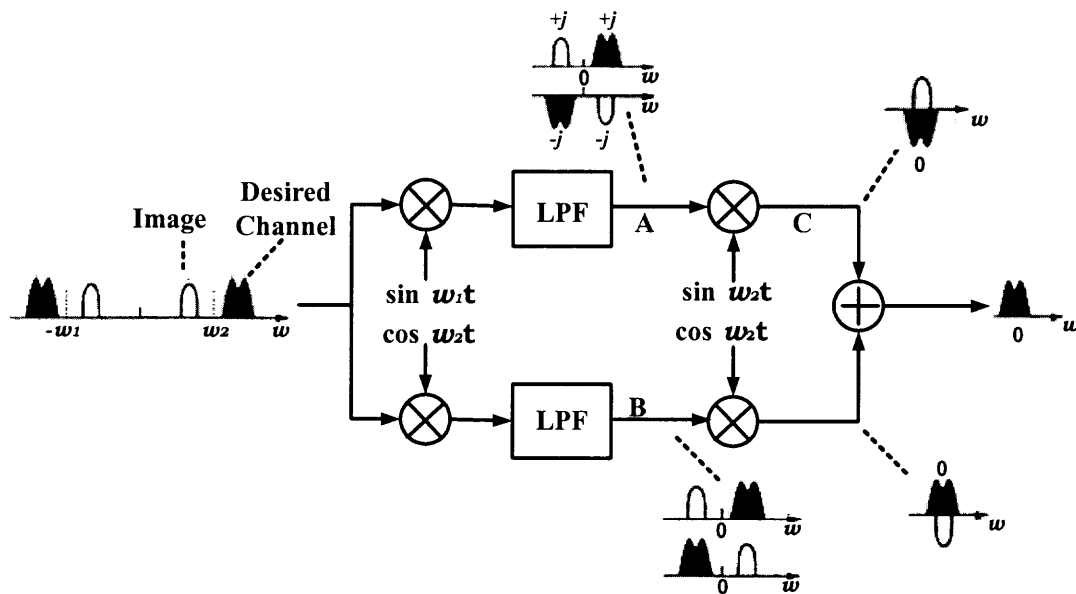 +j +j
0 w
w
-j -j
w
0
Desired
Channel
Image
LPF
A
C
sin w₁t
cos w₂t
sin w₂t
cos w₂t
-w₁ w₂ w
w
0
LPF
B
0
w
0 w
0 w